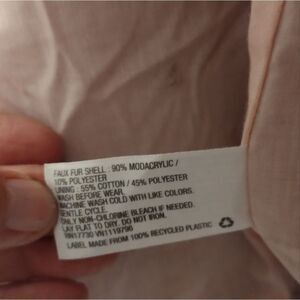 FAUX FUR SHELL : 90% MODACRYLIC /
10% POLYESTER
LINING : 55% COTTON / 45% POLYESTER
WASH BEFORE WEAR.
MACHINE WASH COLD WITH LIKE COLORS.
GENTLE CYCLE.
ONLY NON-CHLORINE BLEACH IF NEEDED.
LAY FLAT TO DRY. DO NOT IRON.
RN17730 VN1119796
LABEL MADE FROM 100% RECYCLED PLASTIC